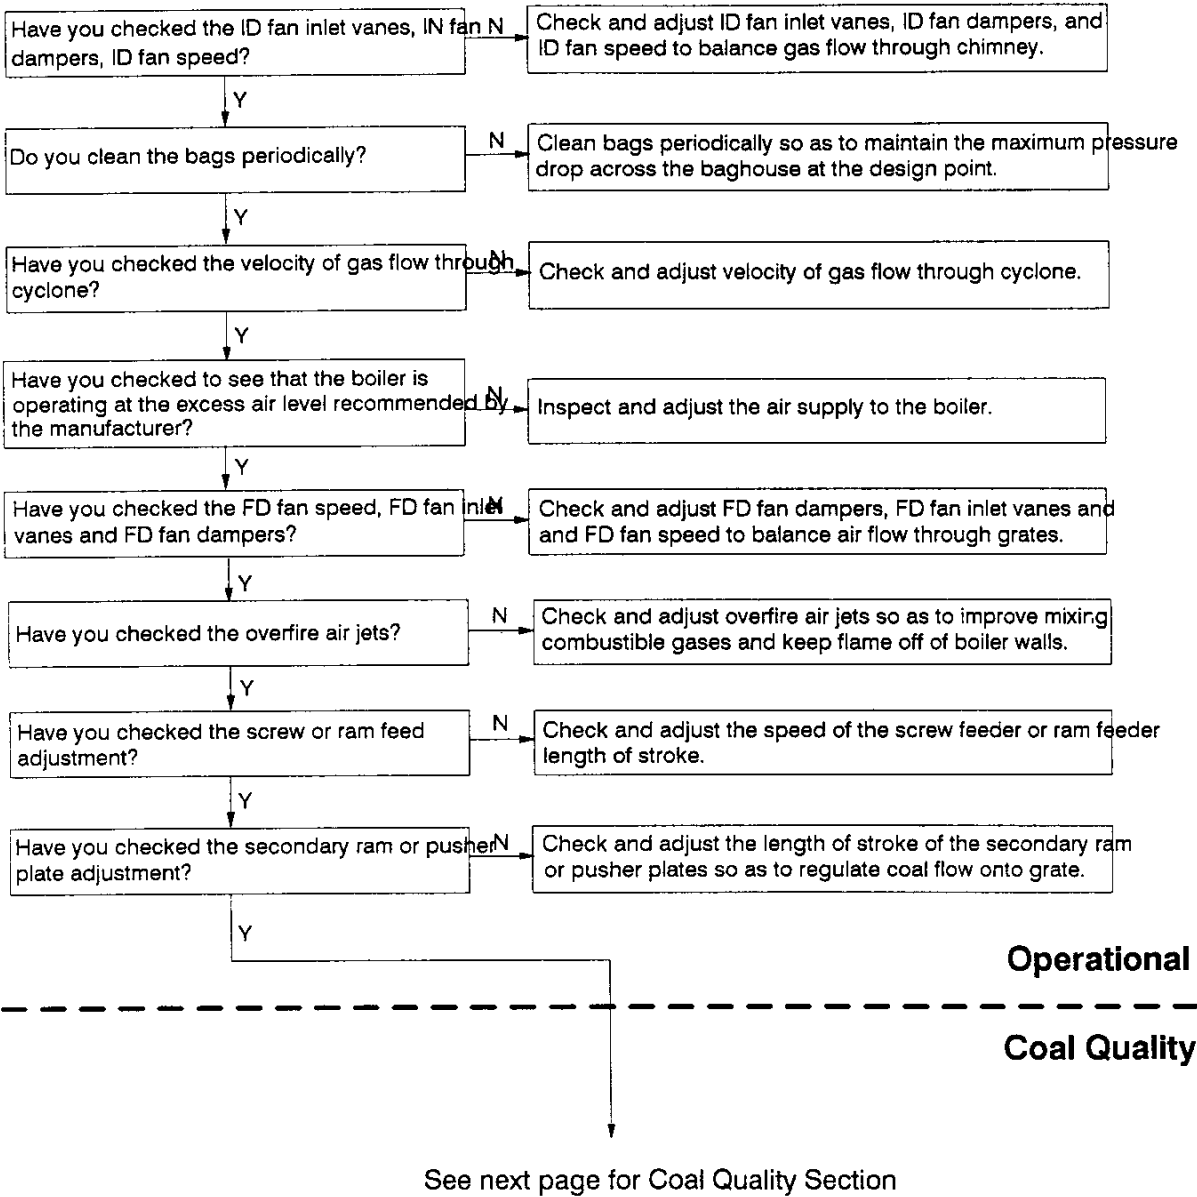 Have you checked the ID fan inlet vanes, IN fan
dampers, ID fan speed?
N
Check and adjust ID fan inlet vanes, ID fan dampers, and
ID fan speed to balance gas flow through chimney.
Y
Do you clean the bags periodically?
N
Clean bags periodically so as to maintain the maximum pressure
drop across the baghouse at the design point.
Y
Have you checked the velocity of gas flow through
cyclone?
N
Check and adjust velocity of gas flow through cyclone.
Y
Have you checked to see that the boiler is
operating at the excess air level recommended by
the manufacturer?
N
Inspect and adjust the air supply to the boiler.
Y
Have you checked the FD fan speed, FD fan inlet
vanes and FD fan dampers?
N
Check and adjust FD fan dampers, FD fan inlet vanes and
and FD fan speed to balance air flow through grates.
Y
Have you checked the overfire air jets?
N
Check and adjust overfire air jets so as to improve mixing
combustible gases and keep flame off of boiler walls.
Y
Have you checked the screw or ram feed
adjustment?
N
Check and adjust the speed of the screw feeder or ram feeder
length of stroke.
Y
Have you checked the secondary ram or pusher
plate adjustment?
N
Check and adjust the length of stroke of the secondary ram
or pusher plates so as to regulate coal flow onto grate.
Y
Operational
Coal Quality
See next page for Coal Quality Section